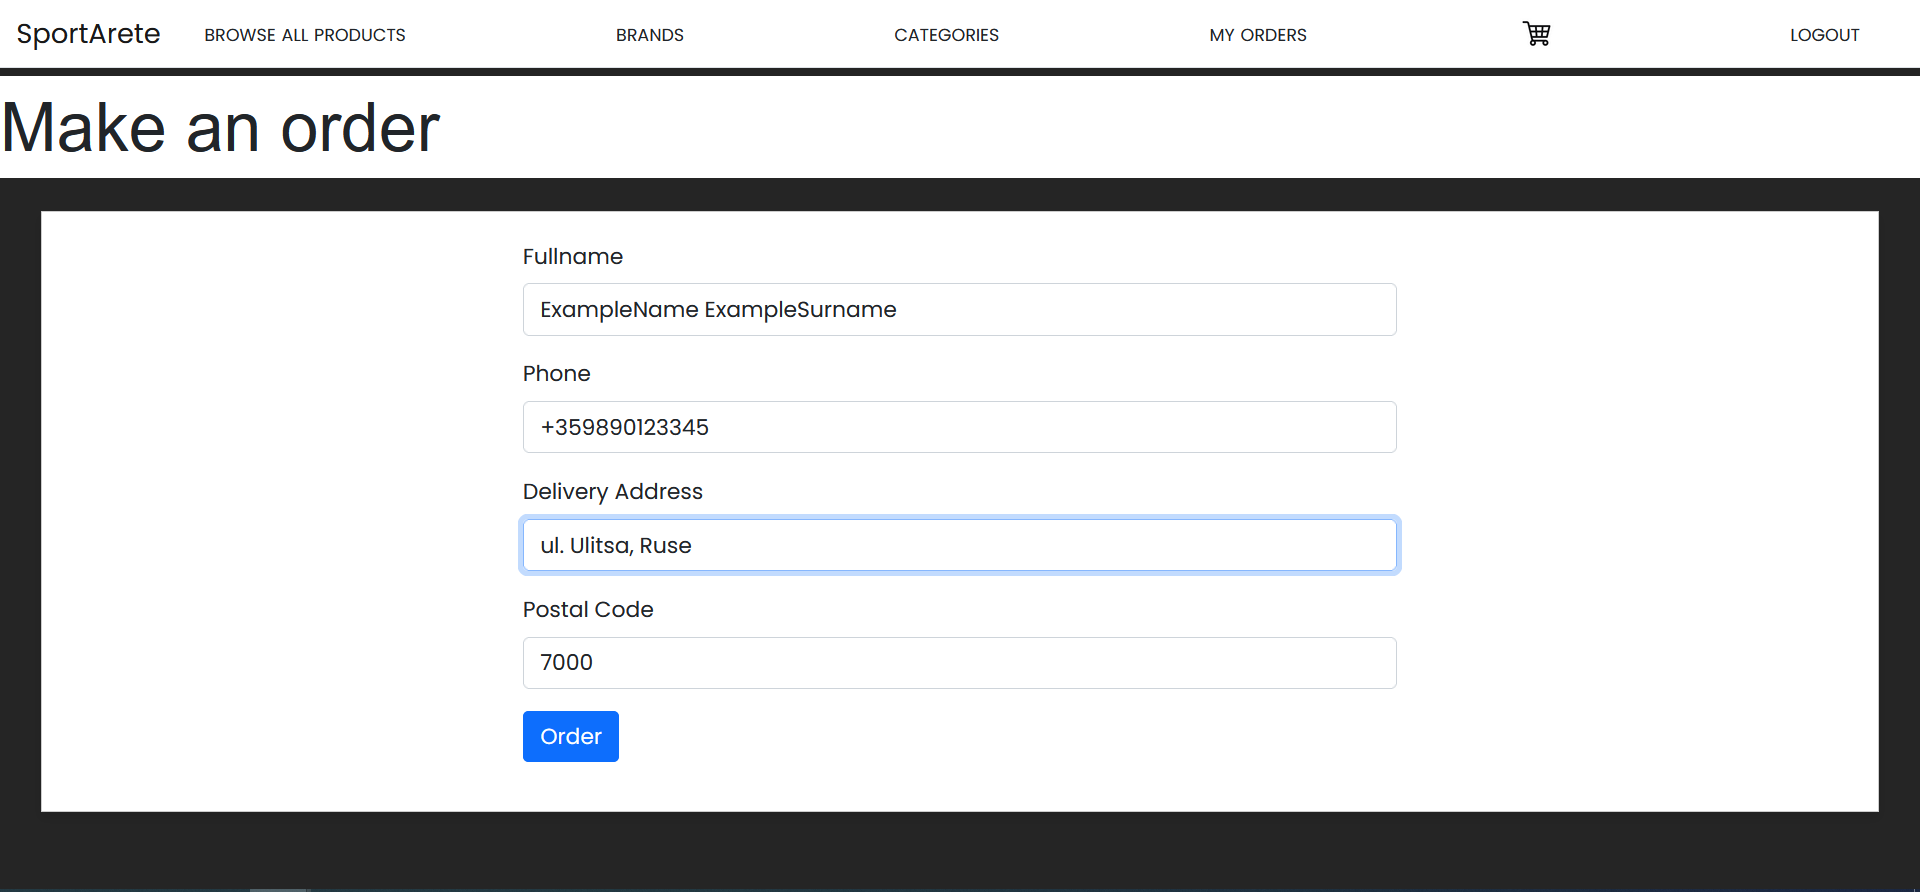 SportArete BROWSE ALL PRODUCTS BRANDS CATEGORIES MY ORDERS LOGOUT
Make an order
Fullname
ExampleName ExampleSurname
Phone
+359890123345
Delivery Address
ul. Ulitsa, Ruse
Postal Code
7000
Order